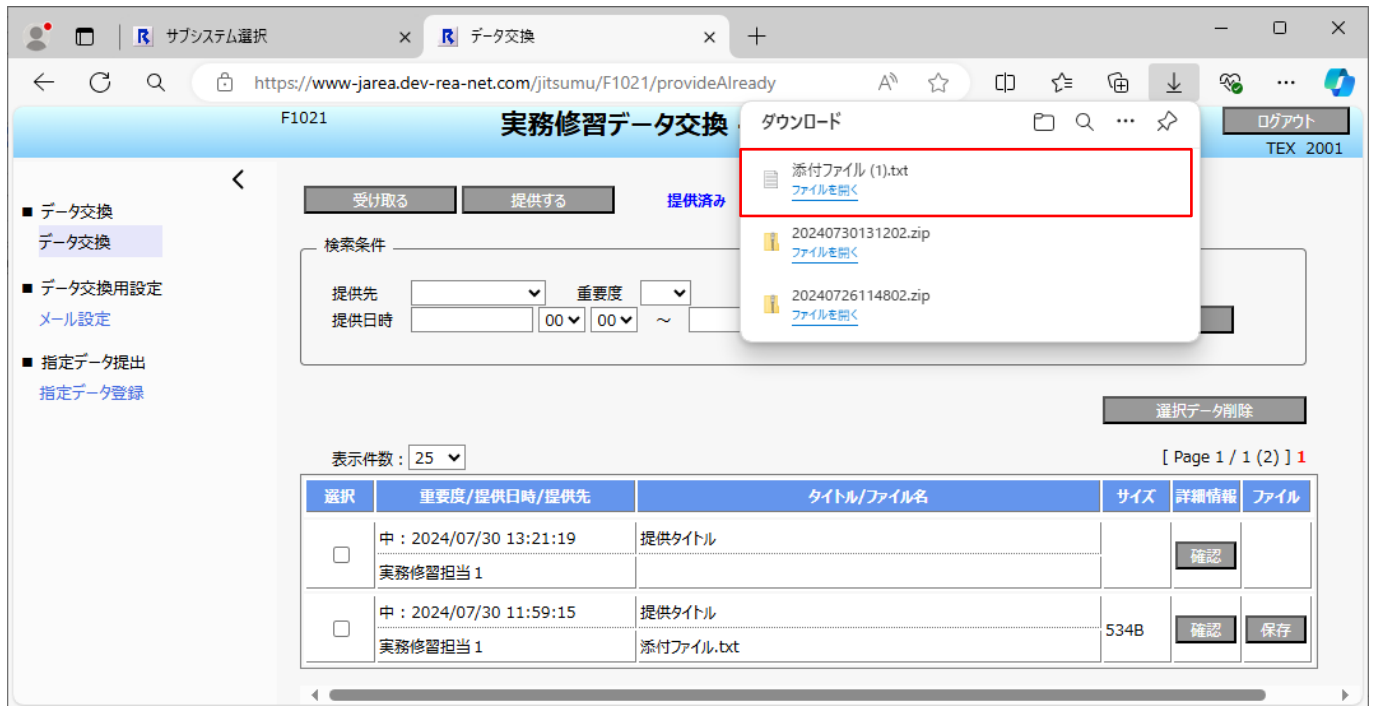 サブシステム選択
データ交換
https://www-jarea.dev-rea-net.com/jitsumu/F1021/provideAlready
F1021
実務修習データ交換
ログアウト
TEX 2001
ダウンロード
添付ファイル (1).txt
ファイルを開く
20240730131202.zip
ファイルを開く
20240726114802.zip
ファイルを開く
■ データ交換
データ交換
■ データ交換用設定
メール設定
■ 指定データ提出
指定データ登録
受け取る 提供する 提供済み
検索条件
提供先 重要度
提供日時 00 00 ～
選択データ削除
表示件数 : 25 [ Page 1 / 1 (2) ] 1
選択 重要度/提供日時/提供先 タイトル/ファイル名 サイズ 詳細情報 ファイル
中 : 2024/07/30 13:21:19 提供タイトル
確認
実務修習担当1
中 : 2024/07/30 11:59:15 提供タイトル
534B 確認 保存
実務修習担当1 添付ファイル.txt